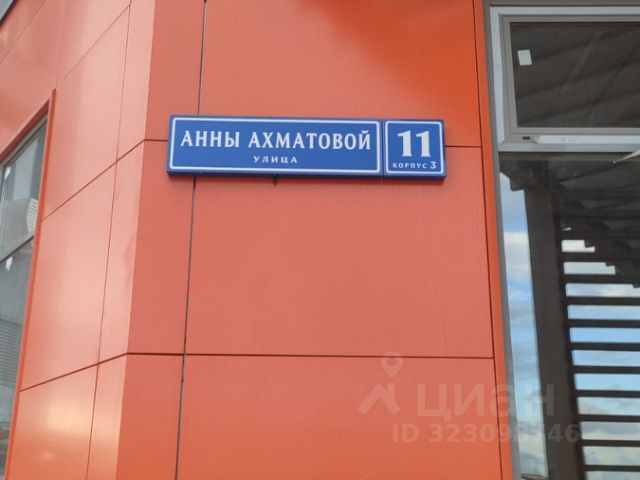 АННЫ АХМАТОВОЙ
УЛИЦА
11
КОРПУС 3
циан